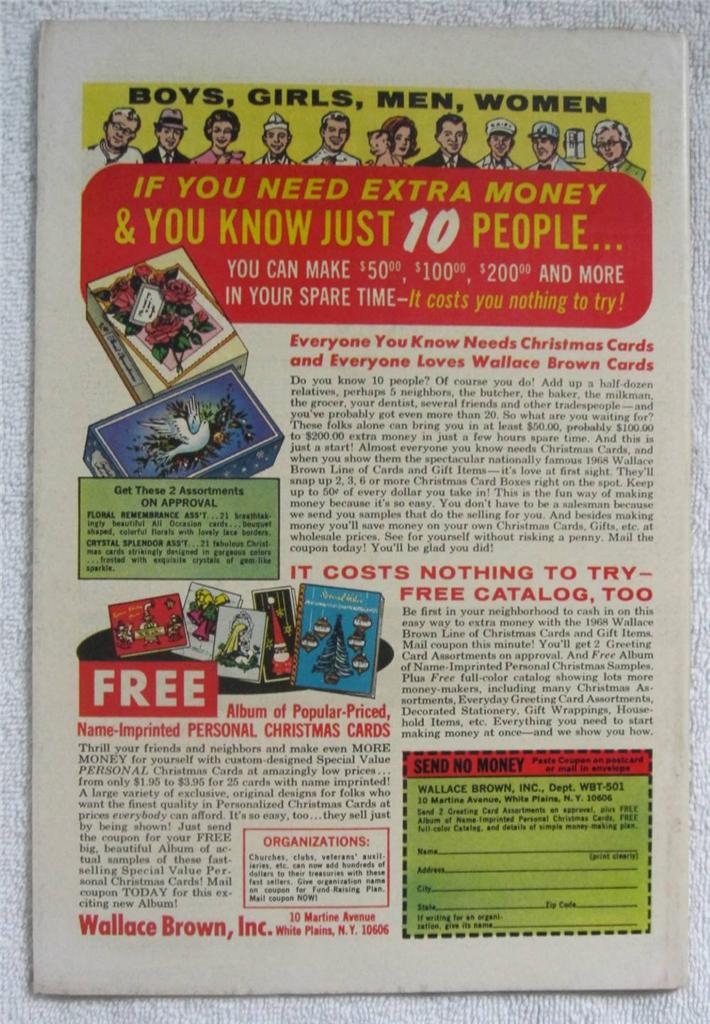 BOYS, GIRLS, MEN, WOMEN
IF YOU NEED EXTRA MONEY
& YOU KNOW JUST 10 PEOPLE...
YOU CAN MAKE $50⁰⁰, $100⁰⁰, $200⁰⁰ AND MORE
IN YOUR SPARE TIME—It costs you nothing to try!
Everyone You Know Needs Christmas Cards
and Everyone Loves Wallace Brown Cards
Do you know 10 people? Of course you do! Add up a half-dozen
relatives, perhaps 5 neighbors, the butcher, the baker, the milkman,
the grocer, your dentist, several friends and other tradespeople—and
you've probably got even more than 20. So what are you waiting for?
These folks alone can bring you in at least $50.00, probably $100.00
to $200.00 extra money in just a few hours spare time. And this is
just a start! Almost everyone you know needs Christmas Cards, and
when you show them the spectacular nationally famous 1968 Wallace
Brown Line of Cards and Gift Items—it's love at first sight. They'll
snap up 2, 3, 6 or more Christmas Card Boxes right on the spot. Keep
up to 50¢ of every dollar you take in! This is the fun way of making
money because it's so easy. You don't have to be a salesman because
we send you samples that do the selling for you. And besides making
money you'll save money on your own Christmas Cards, Gifts, etc. at
wholesale prices. See for yourself without risking a penny. Mail the
coupon today! You'll be glad you did!
Get These 2 Assortments
ON APPROVAL
FLORAL REMEMBRANCE ASS'T...21 breathtak-
ingly beautiful All Occasion cards...bouquet
shaped, colorful florals with lovely lace borders.
CRYSTAL SPLENDOR ASS'T...21 fabulous Christ-
mas cards strikingly designed in gorgeous colors
...frosted with exquisite crystals of gem-like
sparkle.
IT COSTS NOTHING TO TRY—
FREE CATALOG, TOO
Be first in your neighborhood to cash in on this
easy way to extra money with the 1968 Wallace
Brown Line of Christmas Cards and Gift Items.
Mail coupon this minute! You'll get 2 Greeting
Card Assortments on approval. And Free Album
of Name-Imprinted Personal Christmas Samples.
Plus Free full-color catalog showing lots more
money-makers, including many Christmas As-
sortments, Everyday Greeting Card Assortments,
Decorated Stationery, Gift Wrappings, House-
hold Items, etc. Everything you need to start
making money at once—and we show you how.
FREE Album of Popular-Priced,
Name-Imprinted PERSONAL CHRISTMAS CARDS
Thrill your friends and neighbors and make even MORE
MONEY for yourself with custom-designed Special Value
PERSONAL Christmas Cards at amazingly low prices...
from only $1.95 to $3.95 for 25 cards with name imprinted!
A large variety of exclusive, original designs for folks who
want the finest quality in Personalized Christmas Cards at
prices everybody can afford. It's so easy, too...they sell just
by being shown! Just send
the coupon for your FREE
big, beautiful Album of ac-
tual samples of these fast-
selling Special Value Per-
sonal Christmas Cards! Mail
coupon TODAY for this ex-
citing new Album!
ORGANIZATIONS:
Churches, clubs, veterans' auxil-
iaries, etc. can now add hundreds of
dollars to their treasuries with these
fast sellers. Give organization name
on coupon for Fund-Raising Plan.
Mail coupon NOW!
Wallace Brown, Inc. 10 Martine Avenue
White Plains, N.Y. 10606
SEND NO MONEY Paste Coupon on postcard
or mail in envelope
WALLACE BROWN, INC., Dept. WBT-501
10 Martine Avenue, White Plains, N. Y. 10606
Send 2 Greeting Card Assortments on approval, plus FREE
Album of Name-Imprinted Personal Christmas Cards, FREE
full-color Catalog, and details of simple money-making plan.
Name
(print clearly)
Address
City
State Zip Code
If writing for an organi-
zation, give its name